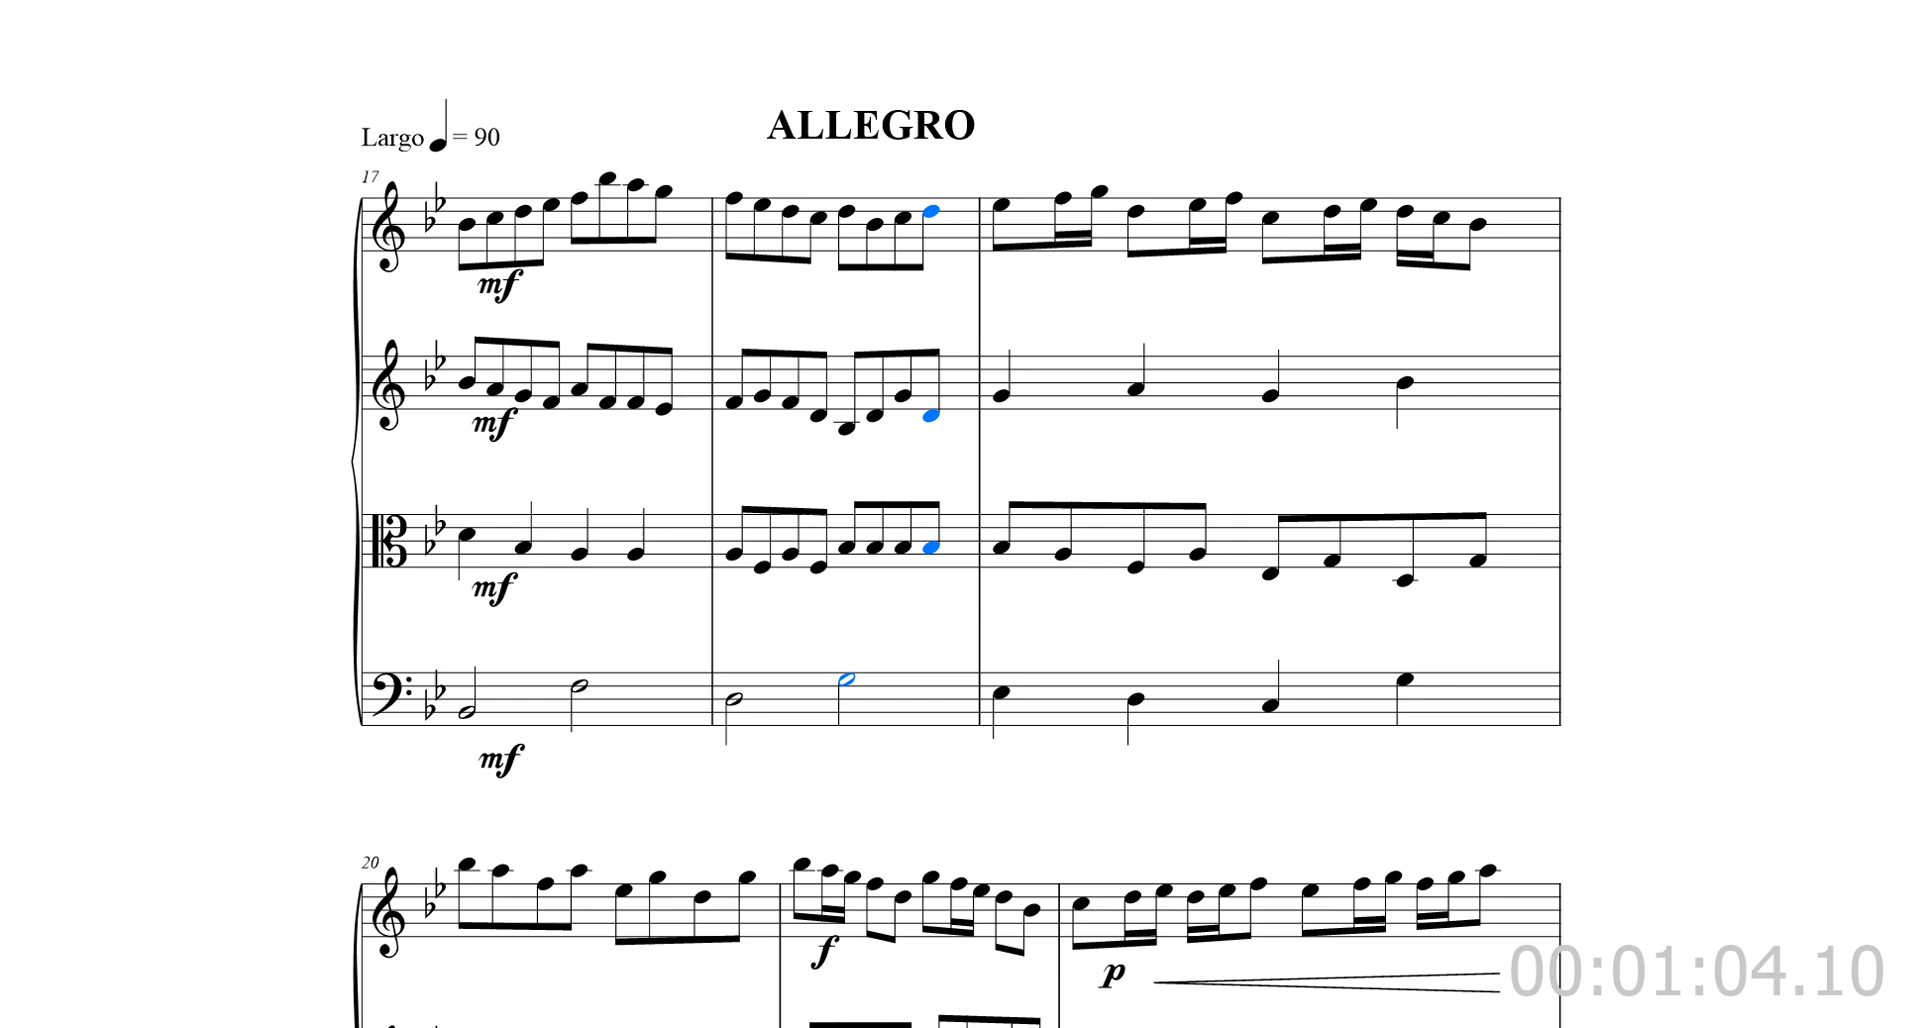 ALLEGRO
Largo ♩ = 90
17
mf
mf
mf
mf
20
f
p
00:01:04.10